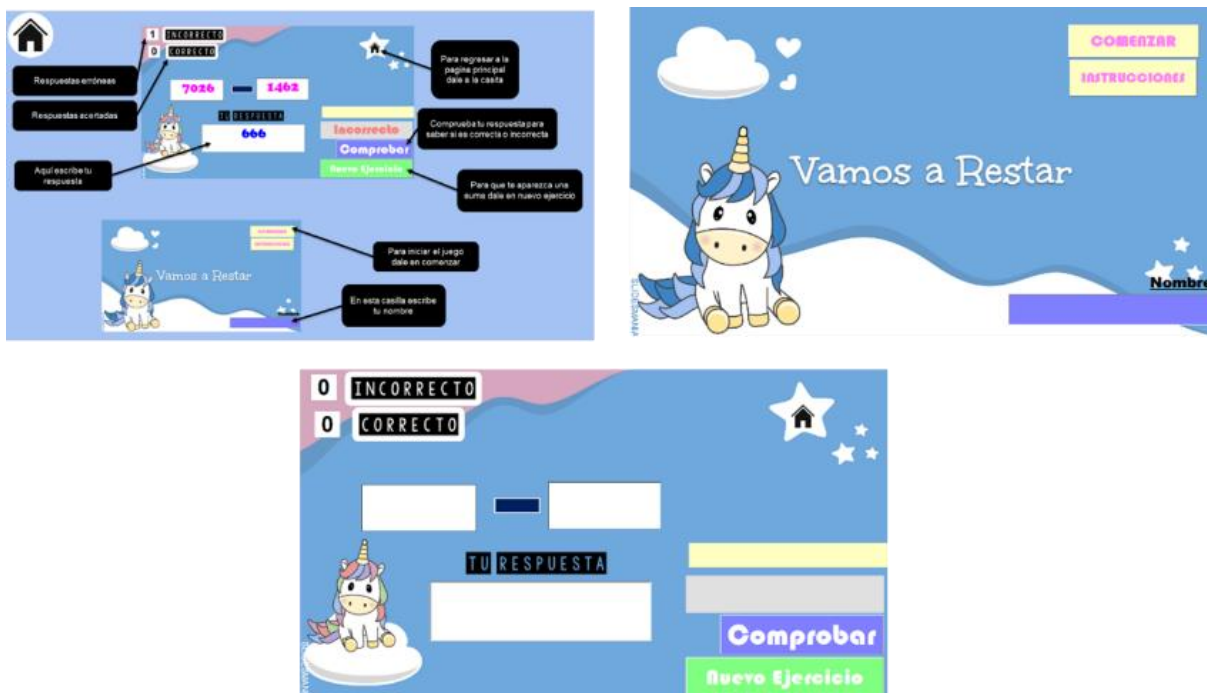 1 INCORRECTO
0 CORRECTO
Respuestas erróneas
Respuestas acertadas
Aquí escribe tu
respuesta
7026 1462
TU RESPUESTA
666
Incorrecto
Comprobar
Nuevo Ejercicio
Para regresar a la
pagina principal
dale a la casita
Comprueba tu respuesta para
saber si es correcta o incorrecta
Para que te aparezca una
suma dale en nuevo ejercicio
COMENZAR
INSTRUCCIONES
Vamos a Restar
Para iniciar el juego
dale en comenzar
En esta casilla escribe
tu nombre
COMENZAR
INSTRUCCIONES
Vamos a Restar
Nombre
0 INCORRECTO
0 CORRECTO
TU RESPUESTA
Comprobar
Nuevo Ejercicio